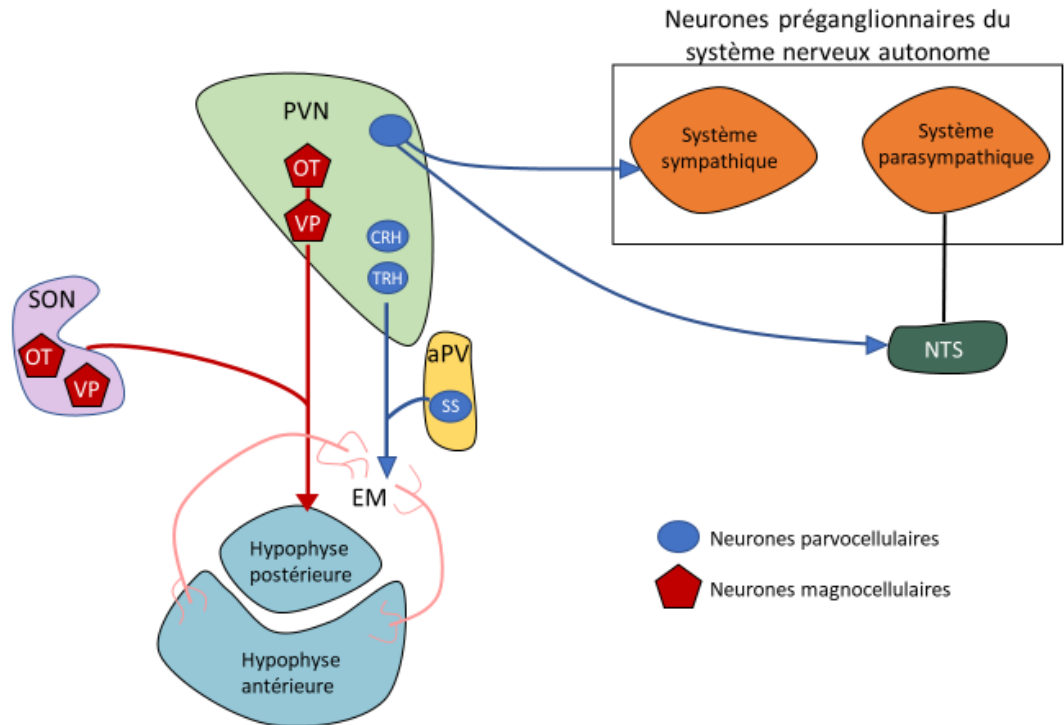 Neurones préganglionnaires du
système nerveux autonome
PVN
OT
VP
CRH
TRH
Système
sympathique
Système
parasympathique
SON
OT
VP
aPV
SS
NTS
EM
Hypophyse
postérieure
Hypophyse
antérieure
Neurones parvocellulaires
Neurones magnocellulaires